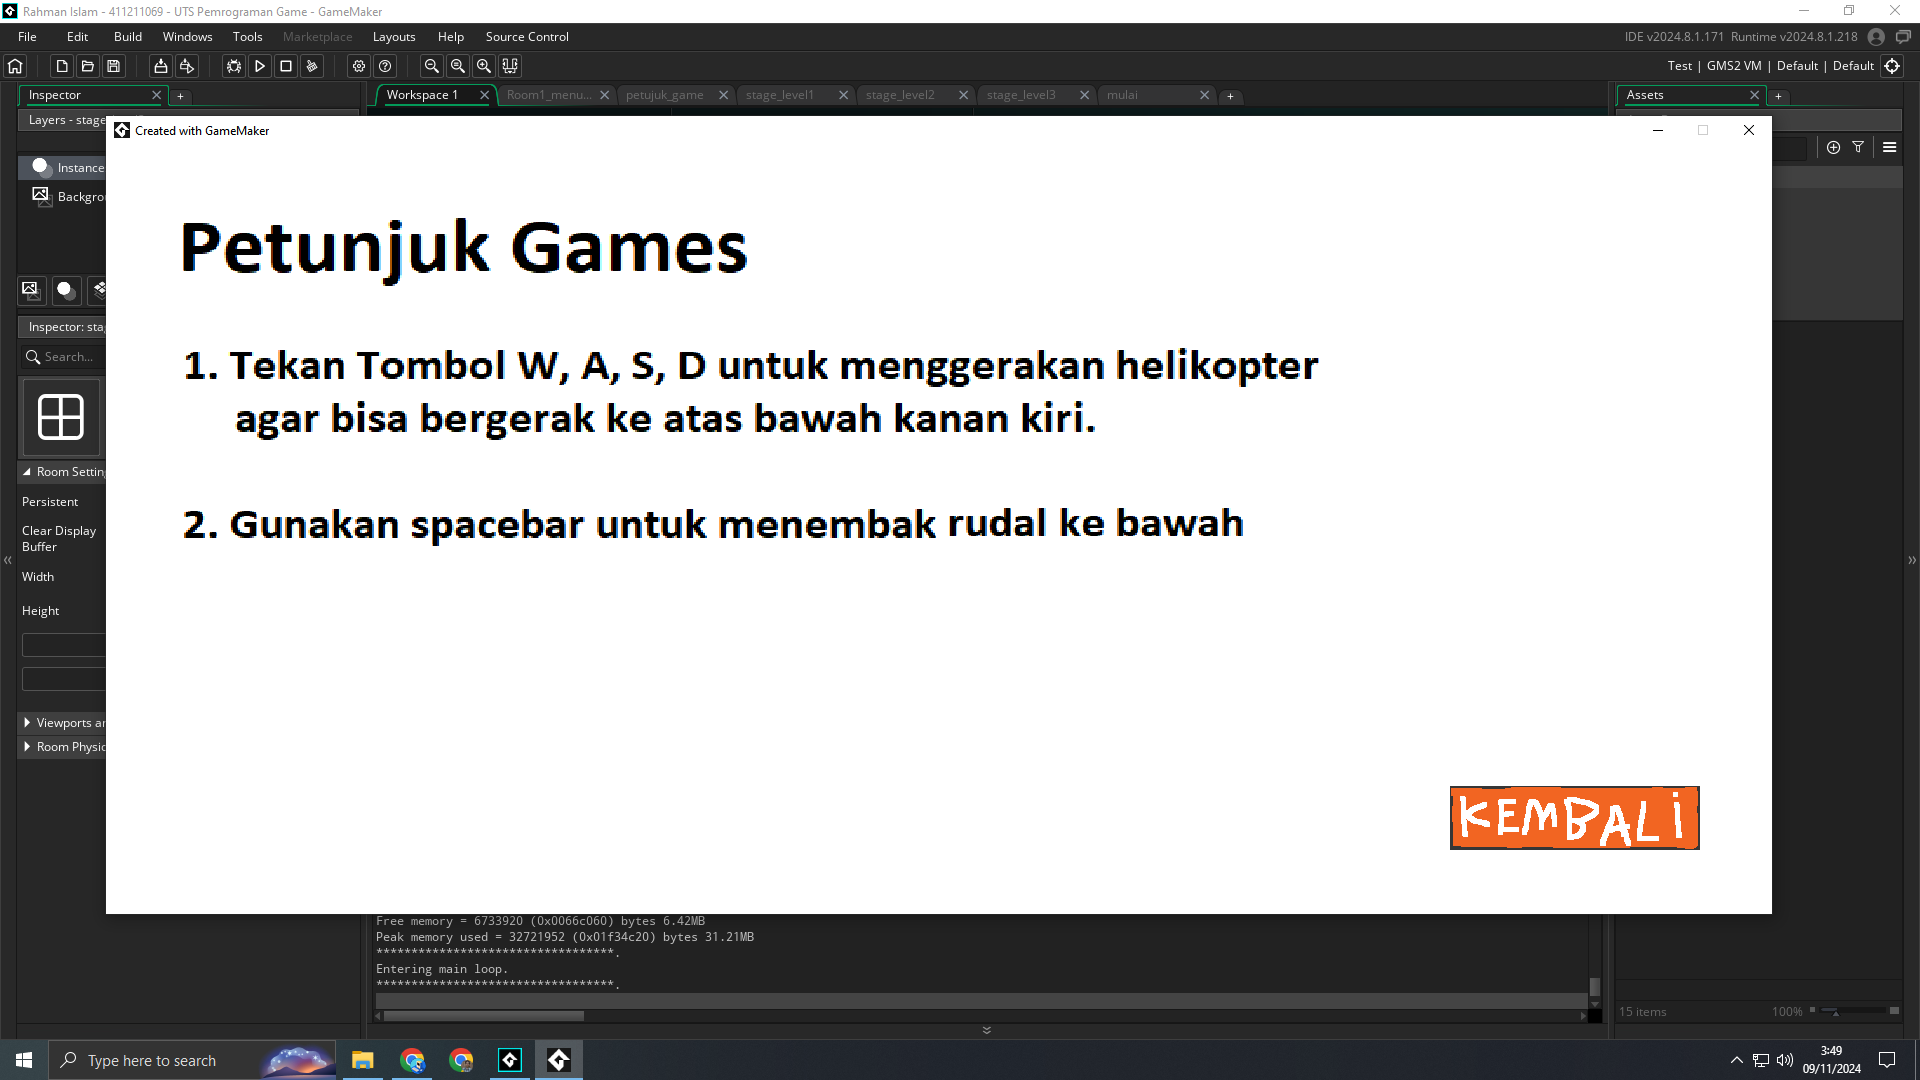 Rahman Islam - 411211069 - UTS Pemrograman Game - GameMaker
File Edit Build Windows Tools Marketplace Layouts Help Source Control
IDE v2024.8.1.171 Runtime v2024.8.1.218
Test | GMS2 VM | Default | Default
Inspector
Workspace 1
Room1_menu...
petujuk_game
stage_level1
stage_level2
stage_level3
mulai
Assets
Layers - stage
Created with GameMaker
Instance
Backgro
Petunjuk Games
1. Tekan Tombol W, A, S, D untuk menggerakan helikopter
agar bisa bergerak ke atas bawah kanan kiri.
2. Gunakan spacebar untuk menembak rudal ke bawah
KEMBALI
Inspector: sta
Search...
Room Settin
Persistent
Clear Display
Buffer
Width
Height
Viewports ar
Room Physic
Free memory = 6733920 (0x0066c060) bytes 6.42MB
Peak memory used = 32721952 (0x01f34c20) bytes 31.21MB
**********************************.
Entering main loop.
**********************************.
15 items
100%
Type here to search
3:49
09/11/2024